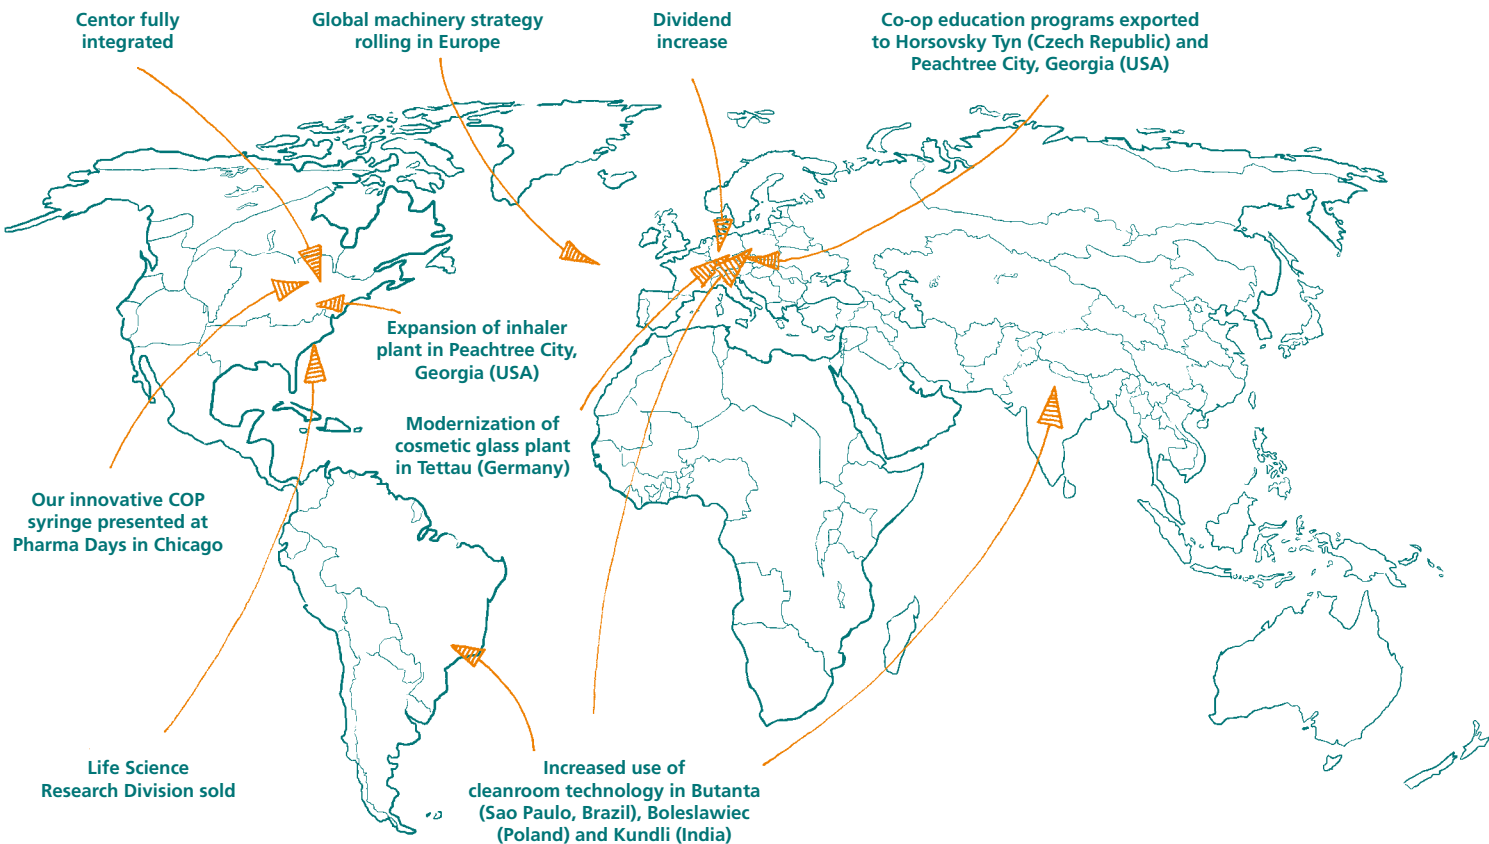 Centor fully
integrated
Global machinery strategy
rolling in Europe
Dividend
increase
Co-op education programs exported
to Horsovsky Tyn (Czech Republic) and
Peachtree City, Georgia (USA)
Expansion of inhaler
plant in Peachtree City,
Georgia (USA)
Modernization of
cosmetic glass plant
in Tettau (Germany)
Our innovative COP
syringe presented at
Pharma Days in Chicago
Life Science
Research Division sold
Increased use of
cleanroom technology in Butanta
(Sao Paulo, Brazil), Boleslawiec
(Poland) and Kundli (India)